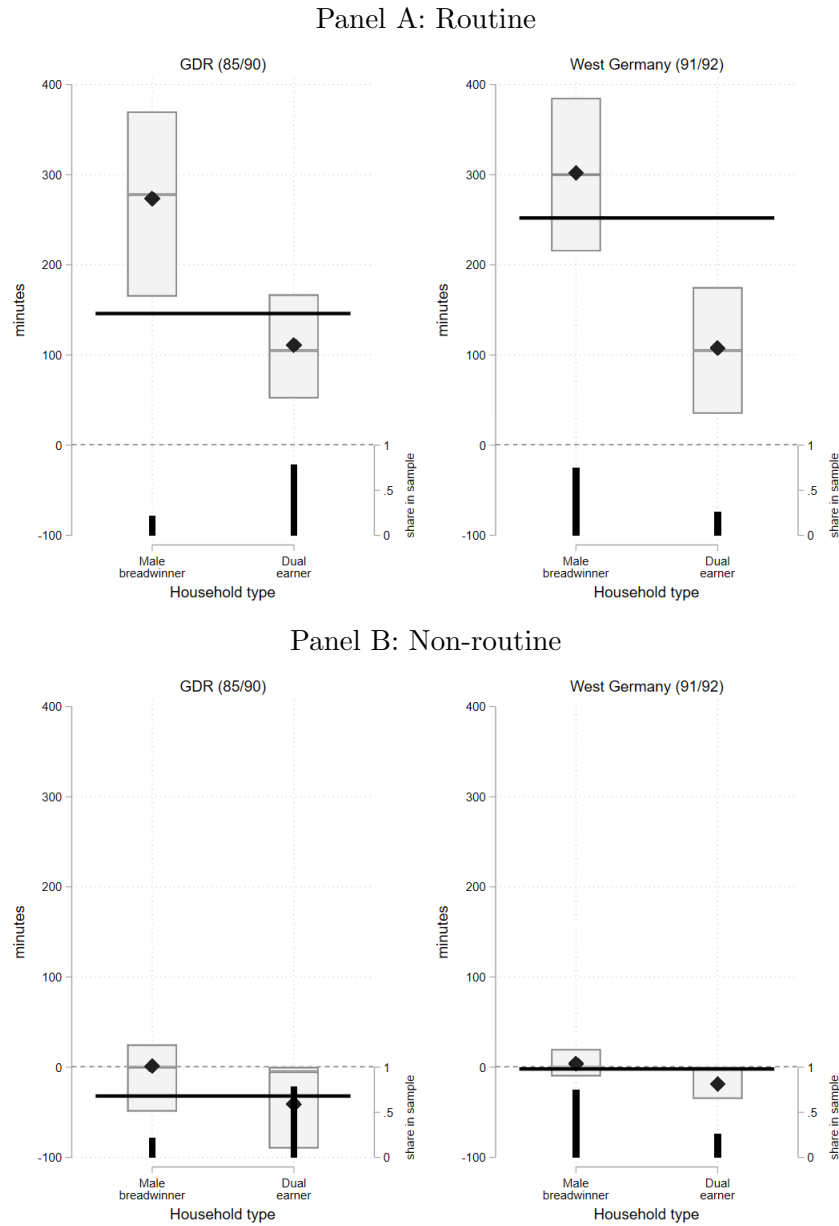 Panel A: Routine
GDR (85/90)
400
300
200
100
0
-100
minutes
1
.5
0
share in sample
Male
breadwinner
Dual
earner
Household type
West Germany (91/92)
400
300
200
100
0
-100
minutes
1
.5
0
share in sample
Male
breadwinner
Dual
earner
Household type
Panel B: Non-routine
GDR (85/90)
400
300
200
100
0
-100
minutes
1
.5
0
share in sample
Male
breadwinner
Dual
earner
Household type
West Germany (91/92)
400
300
200
100
0
-100
minutes
1
.5
0
share in sample
Male
breadwinner
Dual
earner
Household type